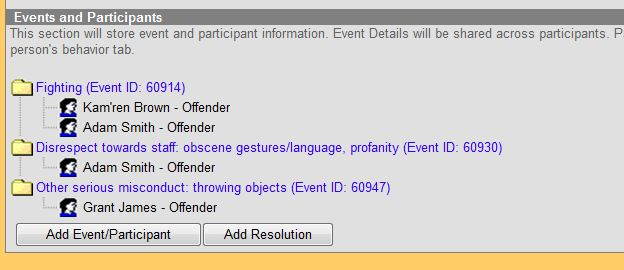 Events and Participants
This section will store event and participant information. Event Details will be shared across participants. P
person's behavior tab.
Fighting (Event ID: 60914)
Kam'ren Brown - Offender
Adam Smith - Offender
Disrespect towards staff: obscene gestures/language, profanity (Event ID: 60930)
Adam Smith - Offender
Other serious misconduct: throwing objects (Event ID: 60947)
Grant James - Offender
Add Event/Participant Add Resolution